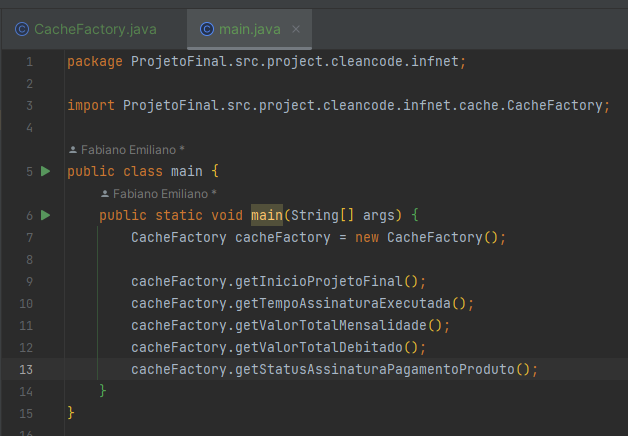 CacheFactory.java
main.java ×
1 package ProjetoFinal.src.project.cleancode.infnet;
2
3 import ProjetoFinal.src.project.cleancode.infnet.cache.CacheFactory;
4
Fabiano Emiliano *
5 public class main {
Fabiano Emiliano *
6 public static void main(String[] args) {
7 CacheFactory cacheFactory = new CacheFactory();
8
9 cacheFactory.getInicioProjetoFinal();
10 cacheFactory.getTempoAssinaturaExecutada();
11 cacheFactory.getValorTotalMensalidade();
12 cacheFactory.getValorTotalDebitado();
13 cacheFactory.getStatusAssinaturaPagamentoProduto();
14 }
15 }
16